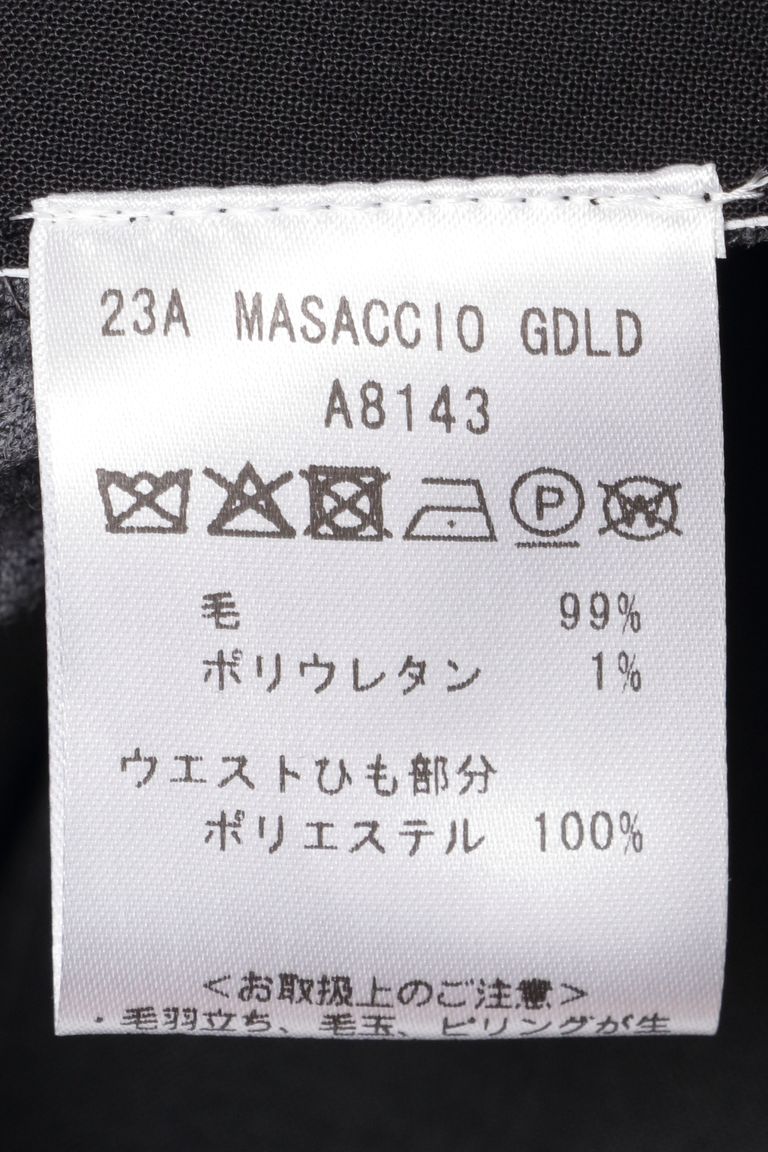 23A MASACCIO GDLD
A8143
P W
毛 99%
ポリウレタン 1%
ウエストひも部分
ポリエステル 100%
<お取扱上のご注意>
・毛羽立ち、毛玉、ピリングが生